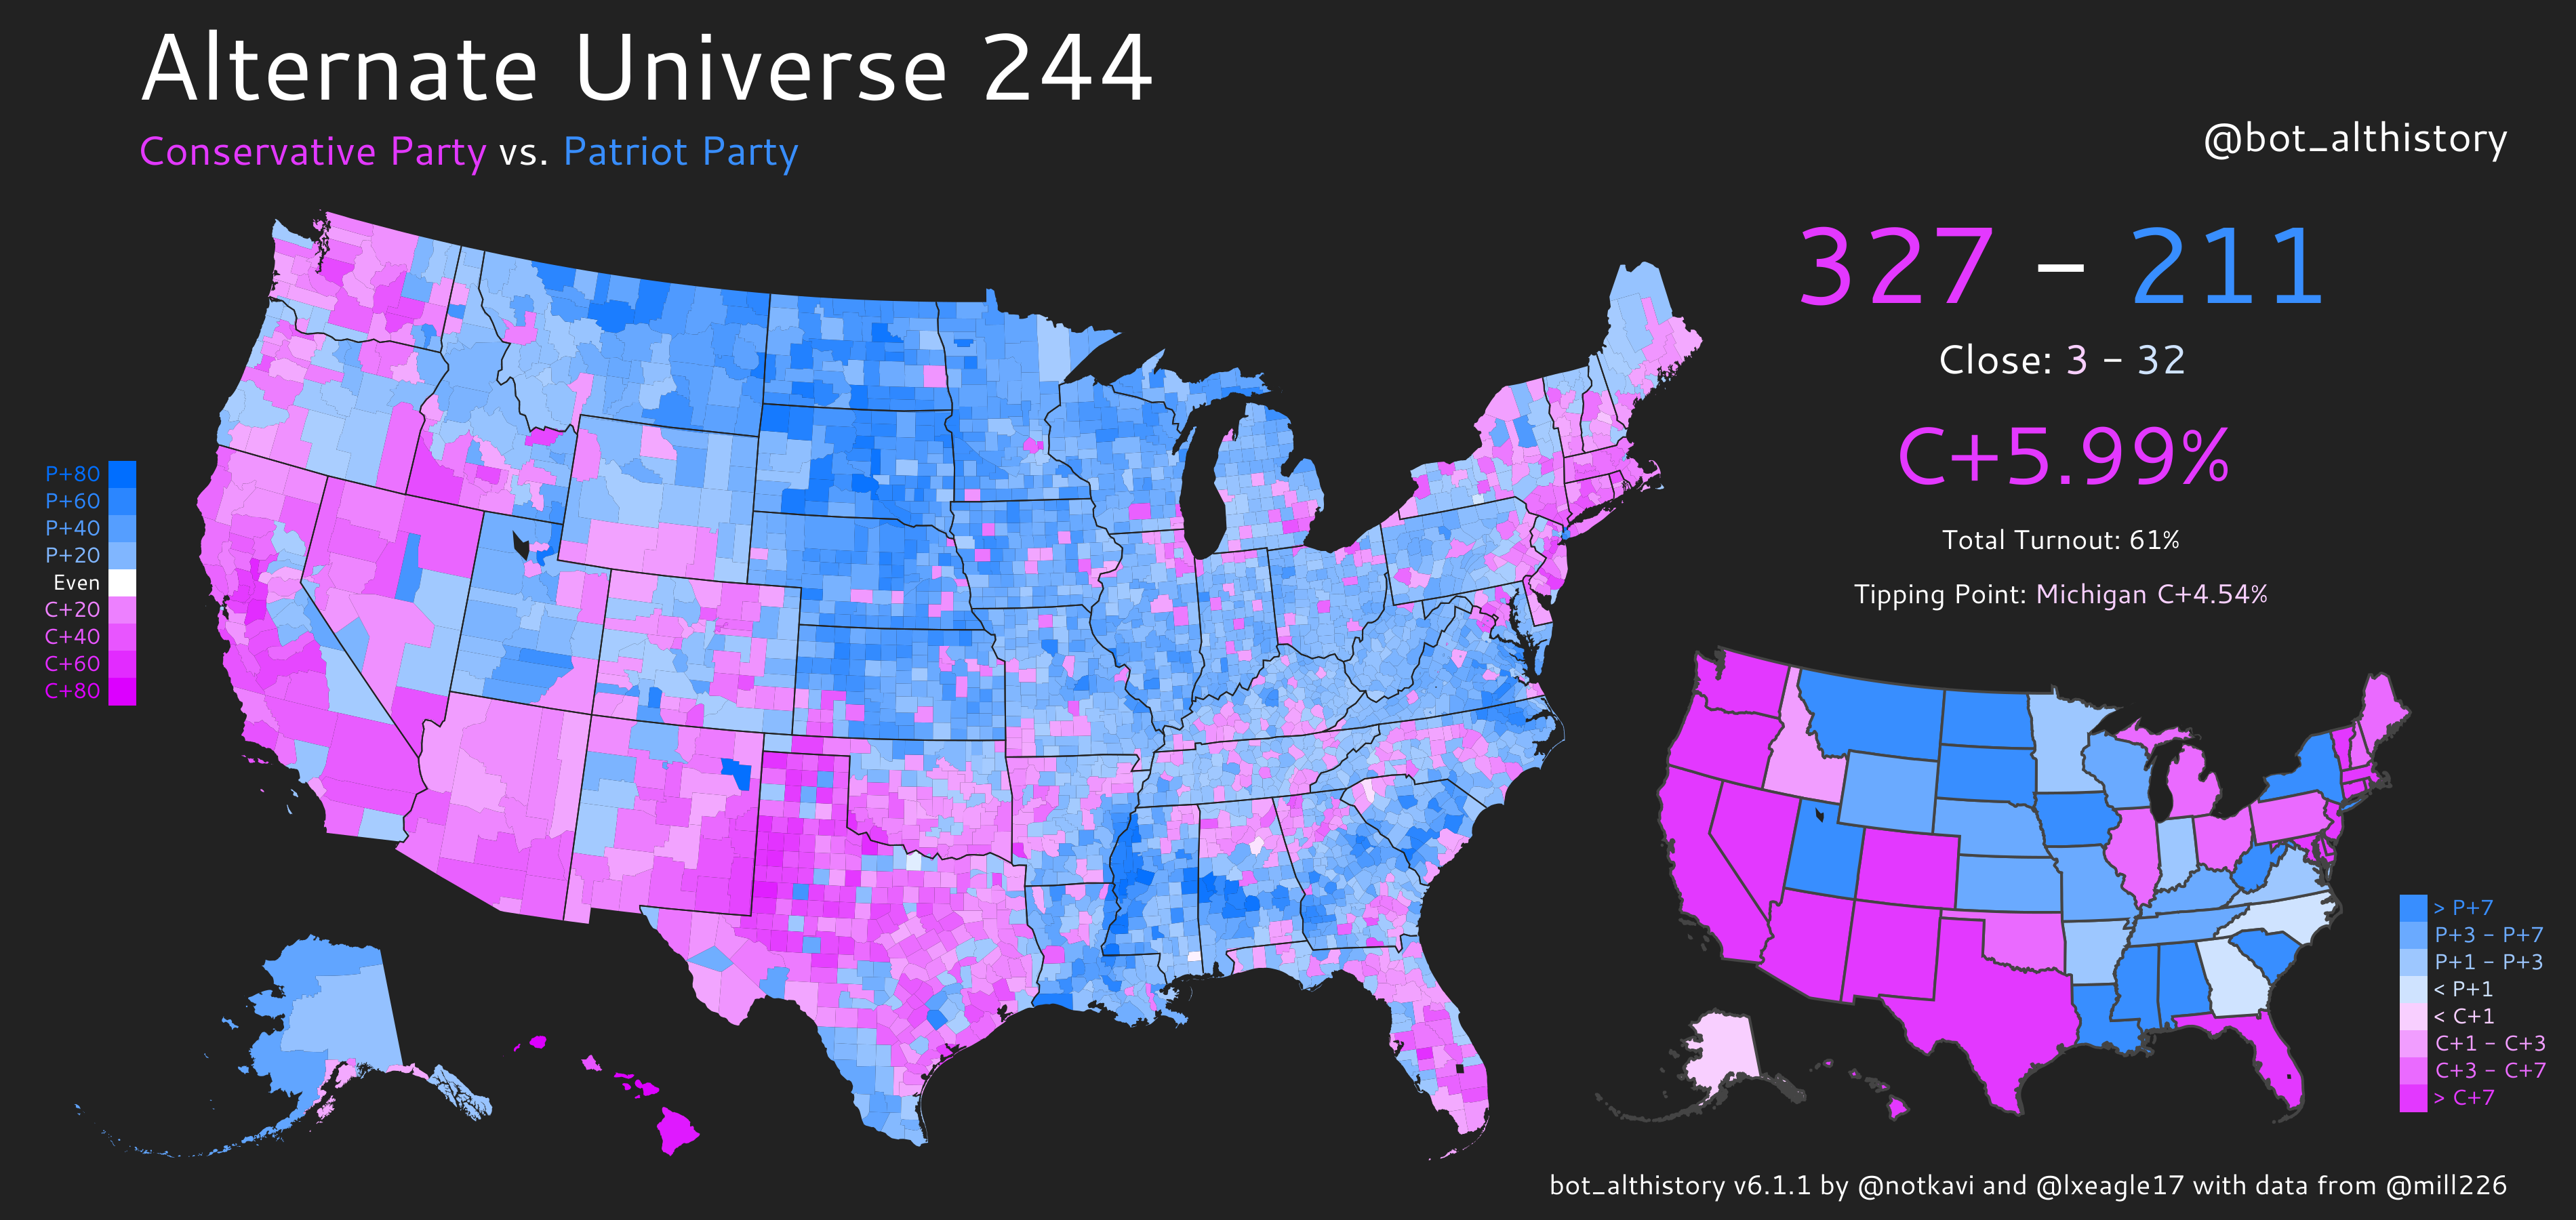 Alternate Universe 244
Conservative Party vs. Patriot Party
@bot_althistory
327 – 211
Close: 3 – 32
C+5.99%
Total Turnout: 61%
Tipping Point: Michigan C+4.54%
P+80
P+60
P+40
P+20
Even
C+20
C+40
C+60
C+80
> P+7
P+3 – P+7
P+1 – P+3
< P+1
< C+1
C+1 – C+3
C+3 – C+7
> C+7
bot_althistory v6.1.1 by @notkavi and @lxeagle17 with data from @mill226